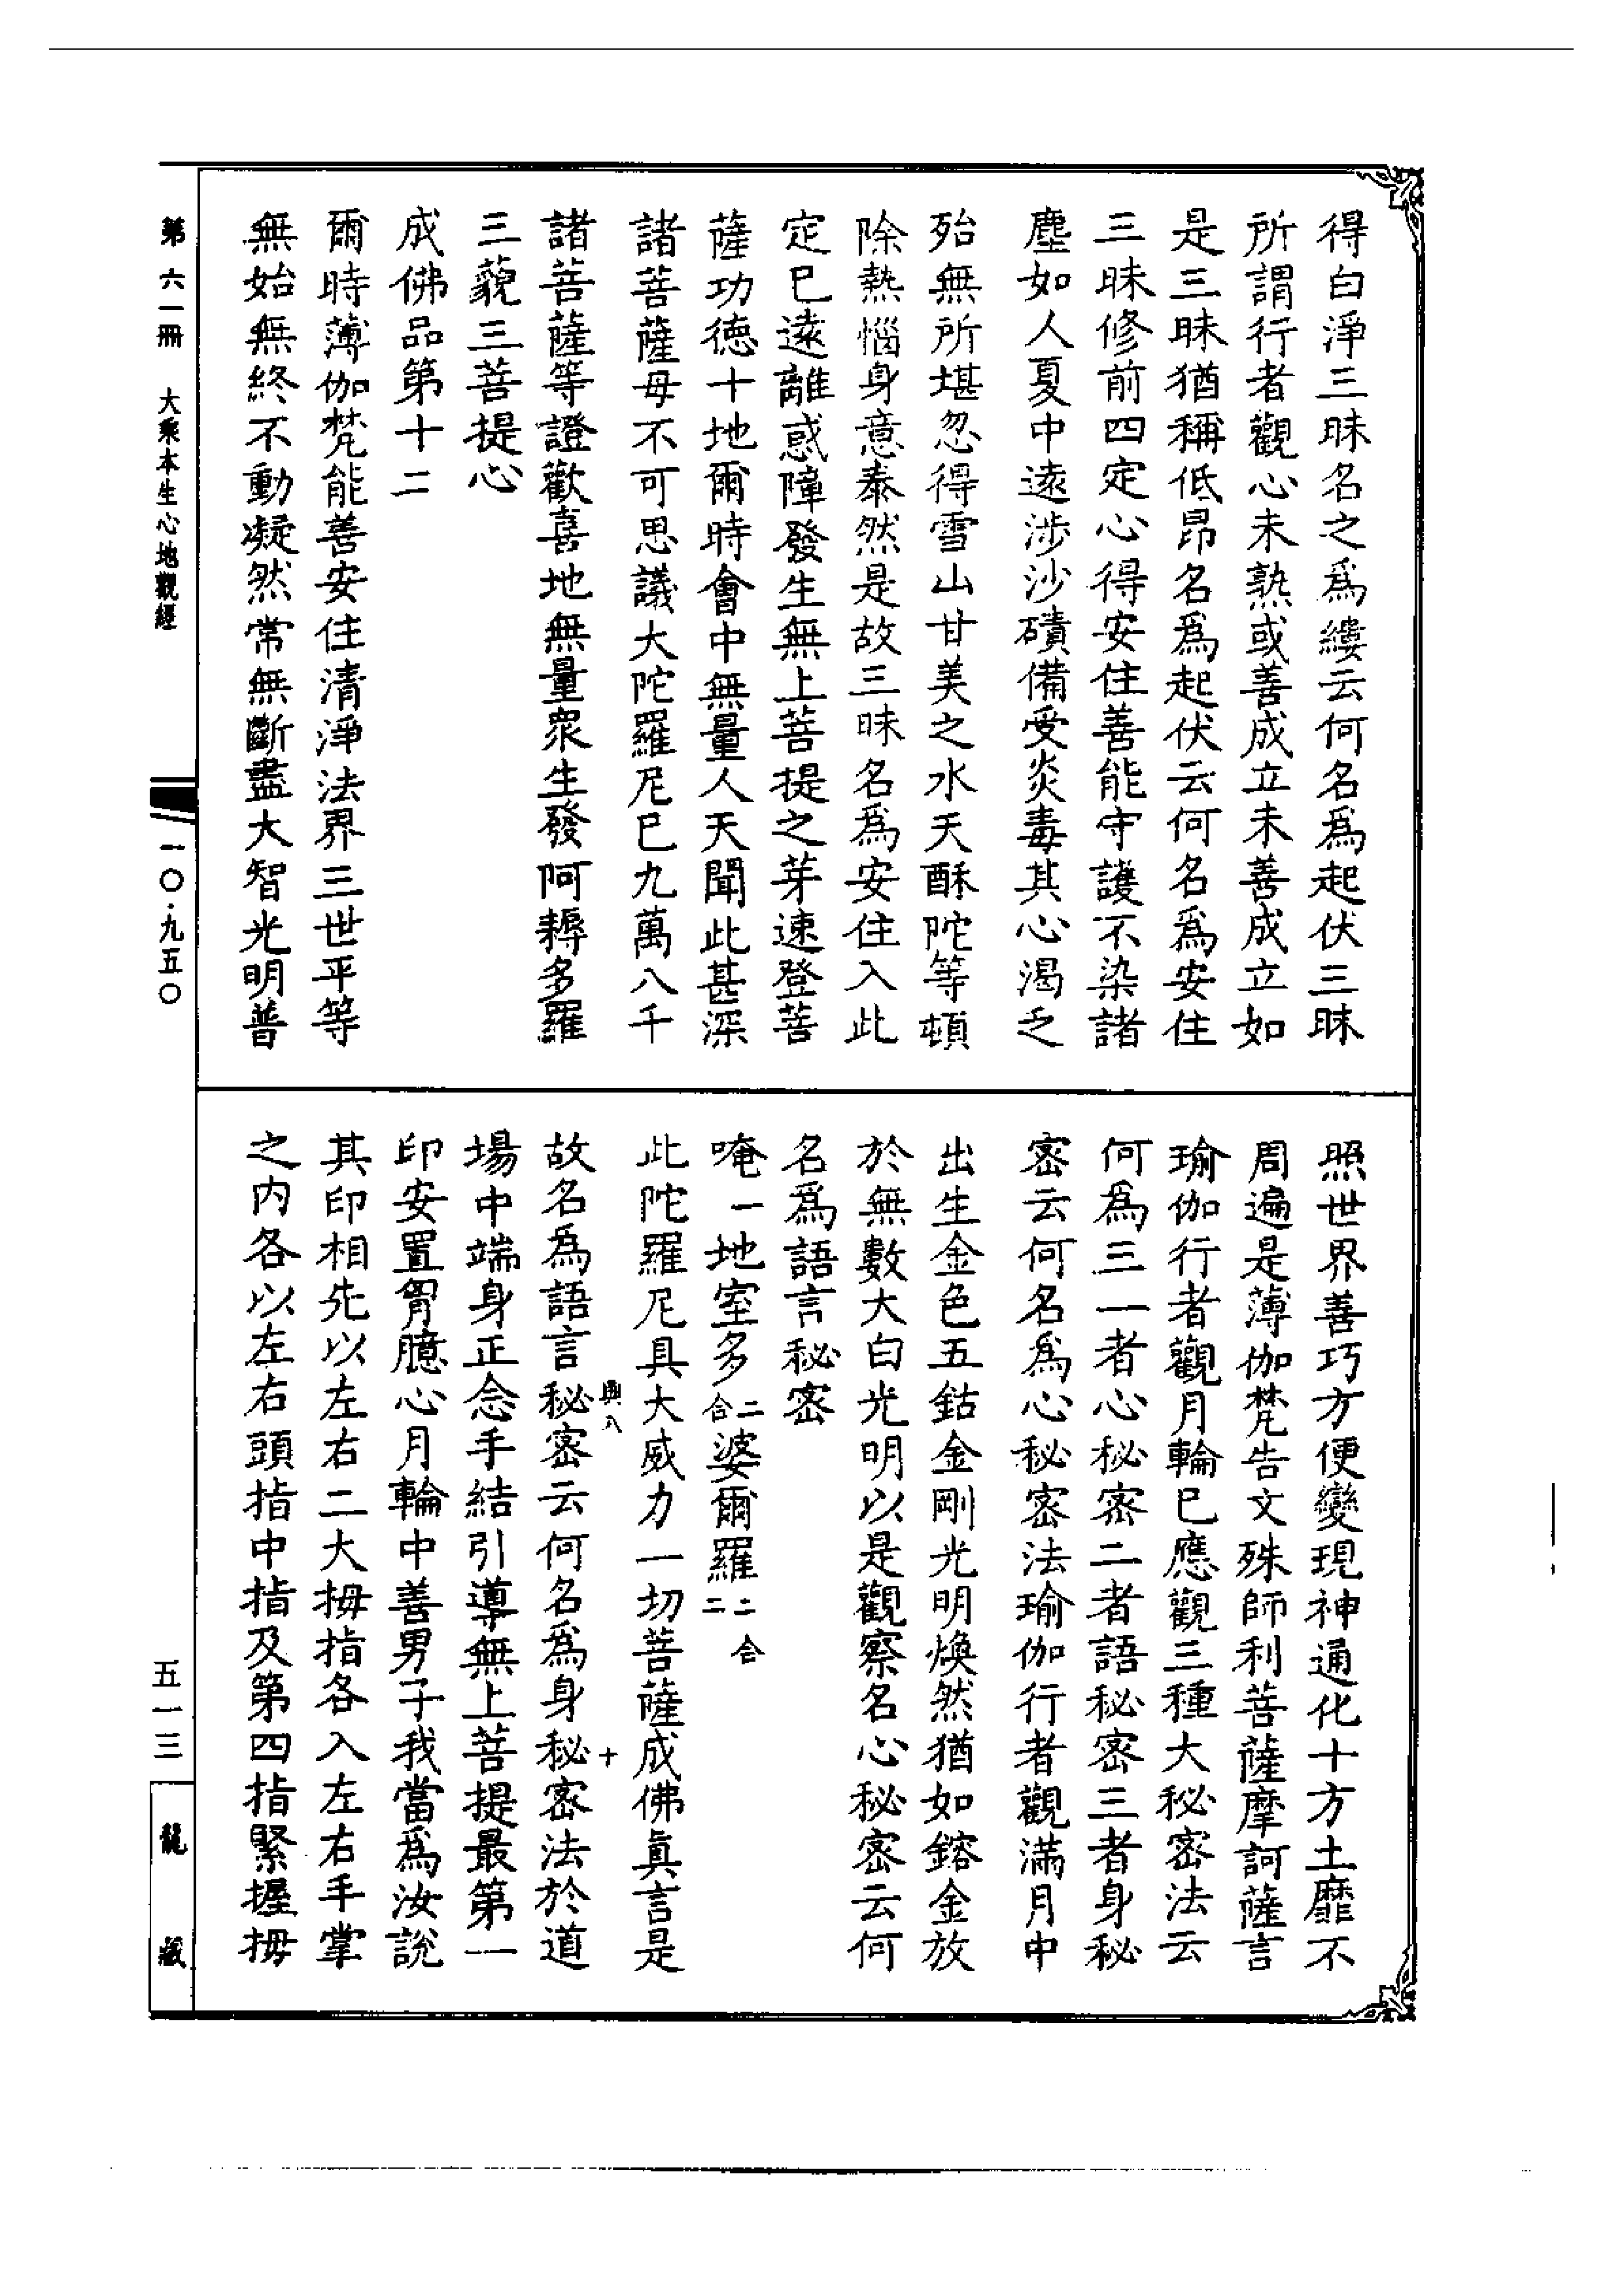 得白淨三昧名之爲縷云何名爲起伏三昧
所謂行者觀心未熟或善成立未善成立如
是三昧猶稱低昂名爲起伏云何名爲安住
三昧修前四定心得安住善能守護不染諸
塵如人夏中遠涉沙磧備受炎毒其心渴乏
殆無所堪忽得雪山甘美之水天酥陀等頓
除熱惱身意泰然是故三昧名爲安住入此
定已遠離惑障發生無上菩提之芽速登菩
薩功德十地爾時會中無量人天聞此甚深
諸菩薩母不可思議大陀羅尼已九萬八千
諸菩薩等證歡喜地無量衆生發阿耨多羅
三藐三菩提心
成佛品第十二
爾時薄伽梵能善安住清淨法界三世平等
無始無終不動凝然常無斷盡大智光明普
照世界善巧方便變現神通化十方土靡不
周遍是薄伽梵告文殊師利菩薩摩訶薩言
瑜伽行者觀月輪已應觀三種大秘密法云
何爲三一者心秘密二者語秘密三者身秘
密云何名爲心秘密法瑜伽行者觀滿月中
出生金色五鈷金剛光明煥然猶如鎔金放
於無數大白光明以是觀察名心秘密云何
名爲語言秘密
唵一地室多二合婆爾羅二合二
此陀羅尼具大威力一切菩薩成佛真言是
興八 十
故名爲語言秘密云何名爲身秘密法於道
場中端身正念手結引導無上菩提最第一
印安置胷臆心月輪中善男子我當爲汝說
其印相先以左右二大拇指各入左右手掌
之内各以左右頭指中指及第四指緊握拇
第六一冊 大乘本生心地觀經
一〇·九五〇
五一三
龍藏